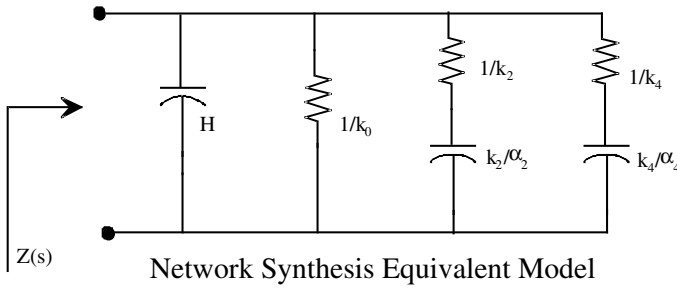 1/k₂
1/k₄
H
1/k₀
k₂/α₂
k₄/α₄
Z(s)
Network Synthesis Equivalent Model